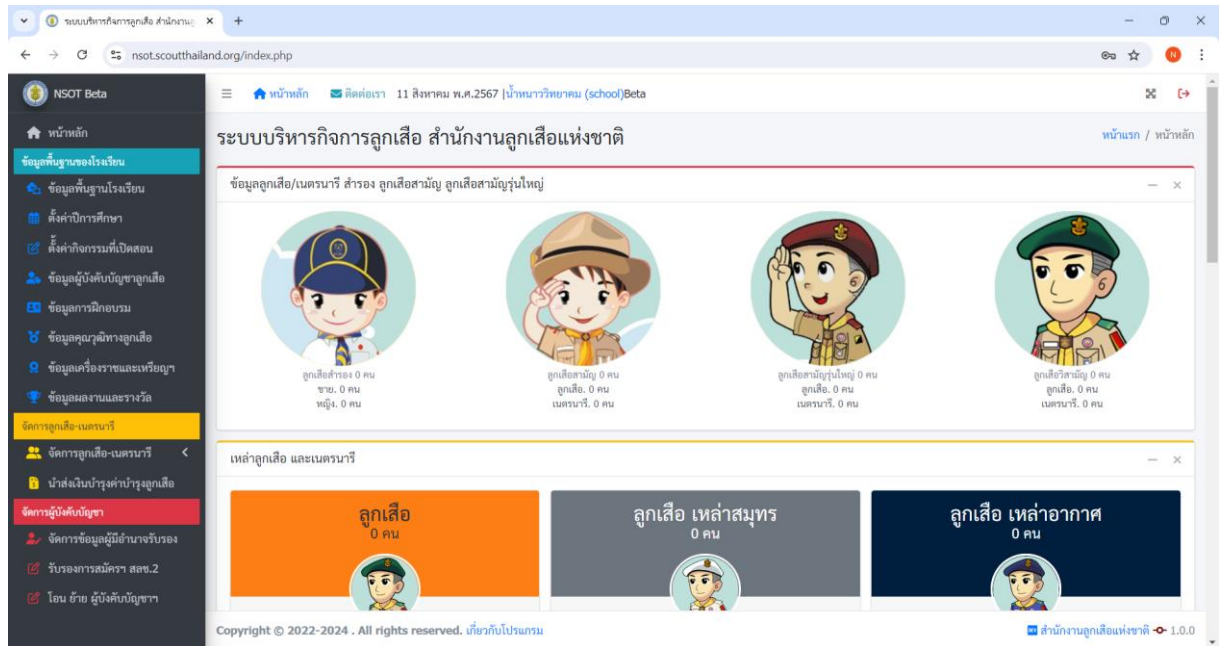 ระบบบริหารกิจการลูกเสือ สำนักงานลู
nsot.scoutthailand.org/index.php
N
NSOT Beta
หน้าหลัก
ติดต่อเรา
11 สิงหาคม พ.ศ.2567 |น้ำหนาววิทยาคม (school)Beta
หน้าหลัก
ข้อมูลพื้นฐานของโรงเรียน
ข้อมูลพื้นฐานโรงเรียน
ตั้งค่าปีการศึกษา
ตั้งค่ากิจกรรมที่เปิดสอน
ข้อมูลผู้บังคับบัญชาลูกเสือ
ข้อมูลการฝึกอบรม
ข้อมูลคุณวุฒิทางลูกเสือ
ข้อมูลเครื่องราชและเหรียญฯ
ข้อมูลผลงานและรางวัล
จัดการลูกเสือ-เนตรนารี
จัดการลูกเสือ-เนตรนารี
นำส่งเงินบำรุงค่าบำรุงลูกเสือ
จัดการผู้บังคับบัญชา
จัดการข้อมูลผู้มีอำนาจรับรอง
รับรองการสมัครฯ สลช.2
โอน ย้าย ผู้บังคับบัญชาฯ
ระบบบริหารกิจการลูกเสือ สำนักงานลูกเสือแห่งชาติ
หน้าแรก / หน้าหลัก
ข้อมูลลูกเสือ/เนตรนารี สำรอง ลูกเสือสามัญ ลูกเสือสามัญรุ่นใหญ่
ลูกเสือสำรอง 0 คน
ชาย. 0 คน
หญิง. 0 คน
ลูกเสือสามัญ 0 คน
ลูกเสือ. 0 คน
เนตรนารี. 0 คน
ลูกเสือสามัญรุ่นใหญ่ 0 คน
ลูกเสือ. 0 คน
เนตรนารี. 0 คน
ลูกเสือวิสามัญ 0 คน
ลูกเสือ. 0 คน
เนตรนารี. 0 คน
เหล่าลูกเสือ และเนตรนารี
ลูกเสือ
0 คน
ลูกเสือ เหล่าสมุทร
0 คน
ลูกเสือ เหล่าอากาศ
0 คน
Copyright © 2022-2024 . All rights reserved. เกี่ยวกับโปรแกรม
สำนักงานลูกเสือแห่งชาติ 1.0.0